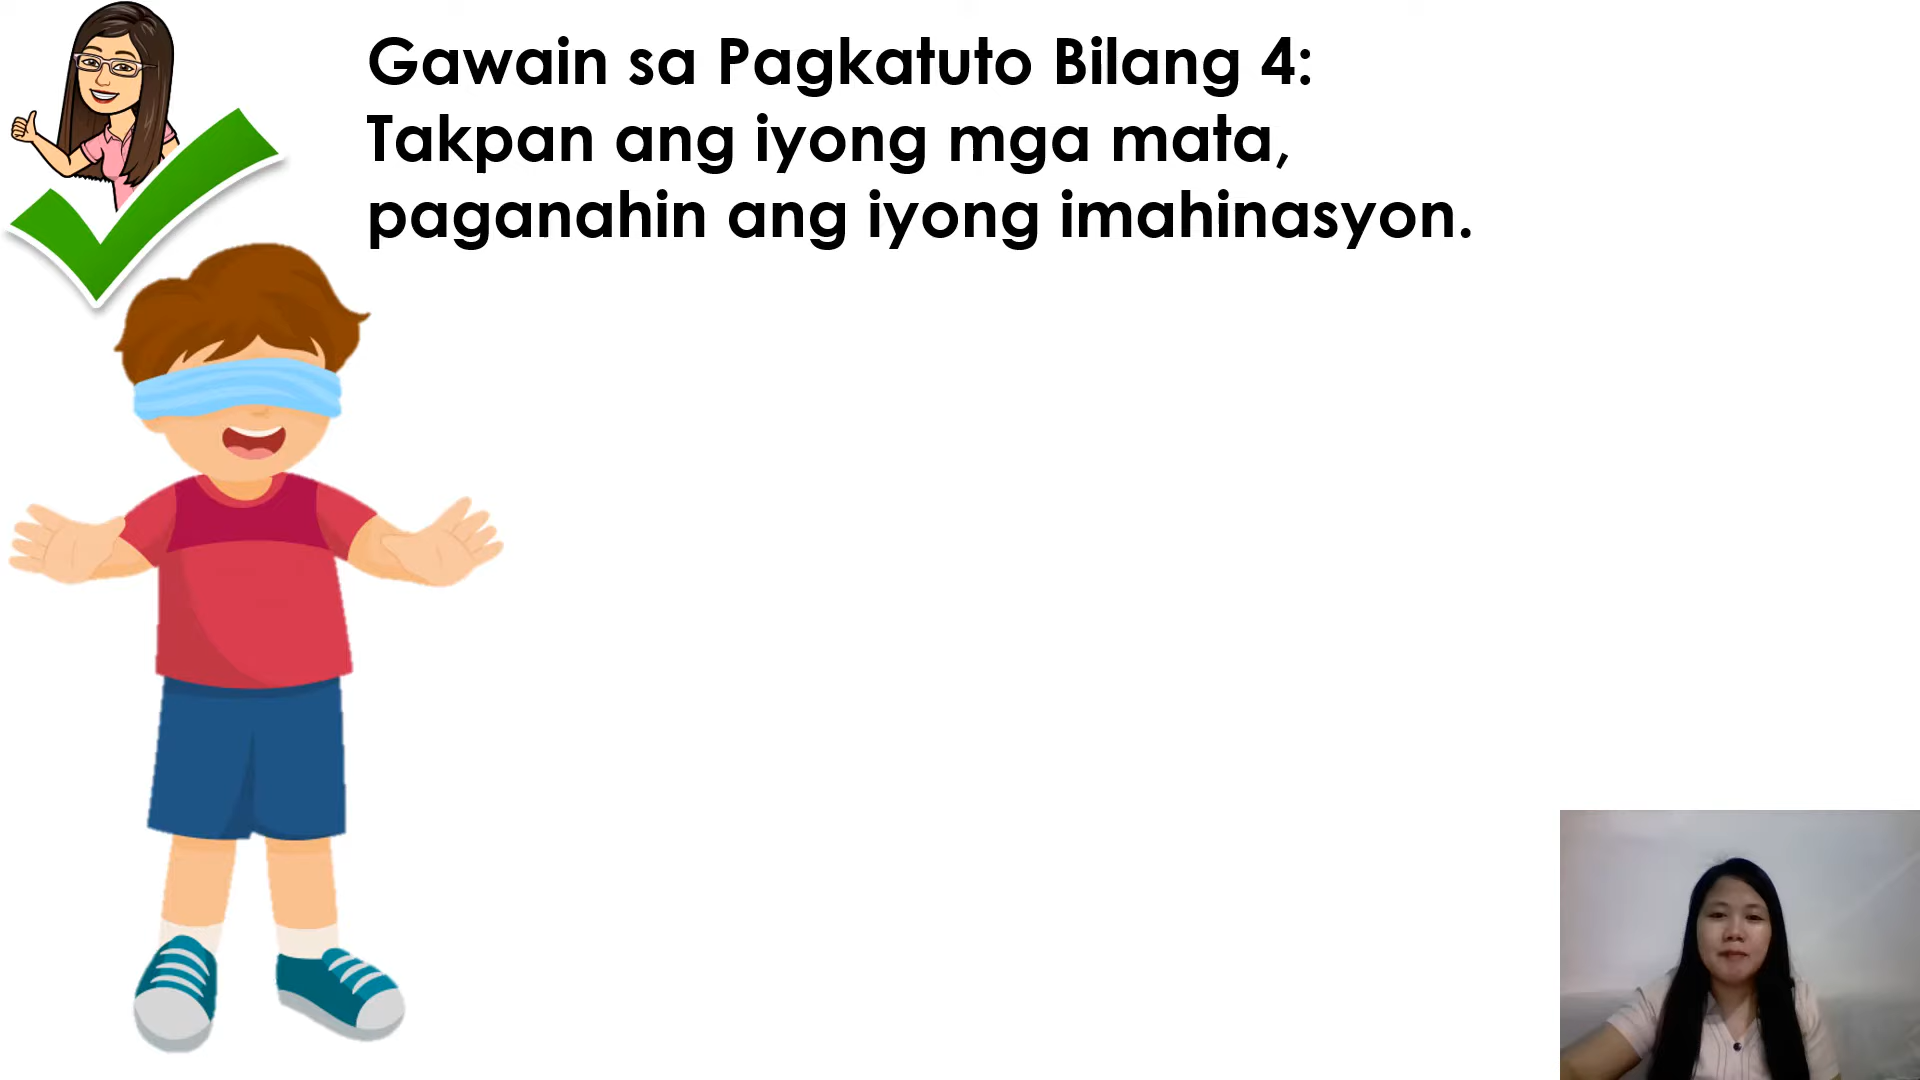 Gawain sa Pagkatuto Bilang 4:
Takpan ang iyong mga mata,
paganahin ang iyong imahinasyon.